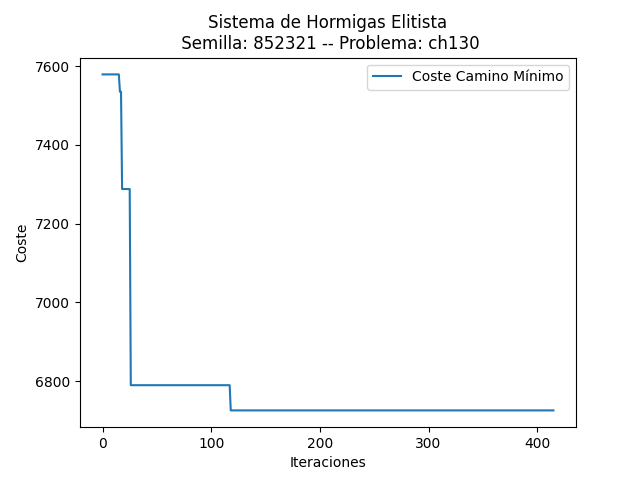 Sistema de Hormigas Elitista
Semilla: 852321 -- Problema: ch130
Coste Camino Mínimo
7600
7400
7200
7000
6800
Coste
0
100
200
300
400
Iteraciones